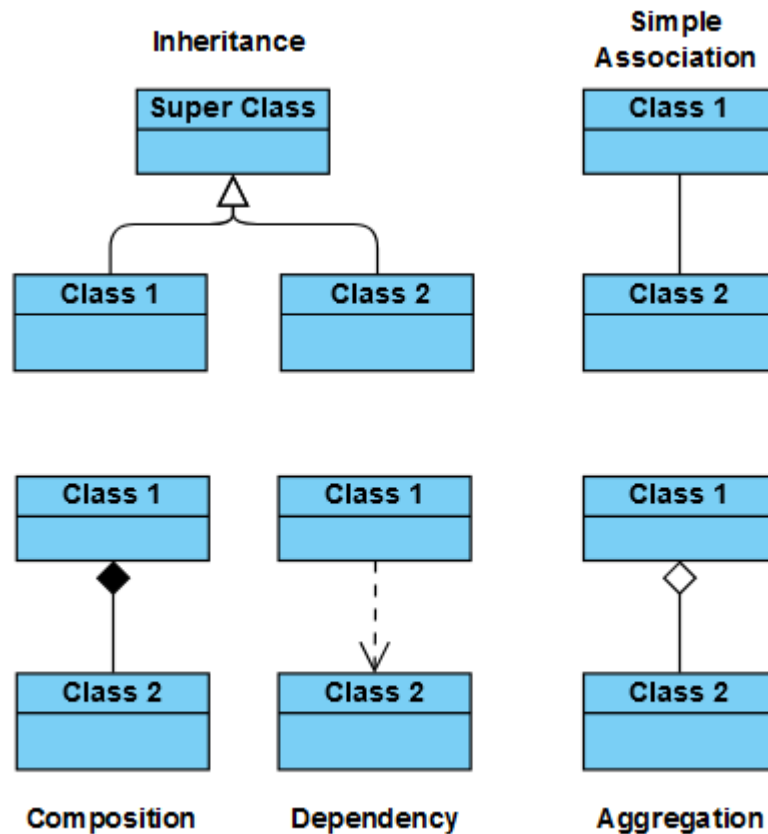 Inheritance
Simple
Association
Super Class
Class 1
Class 1
Class 2
Class 2
Class 1
Class 1
Class 1
Class 2
Class 2
Class 2
Composition
Dependency
Aggregation